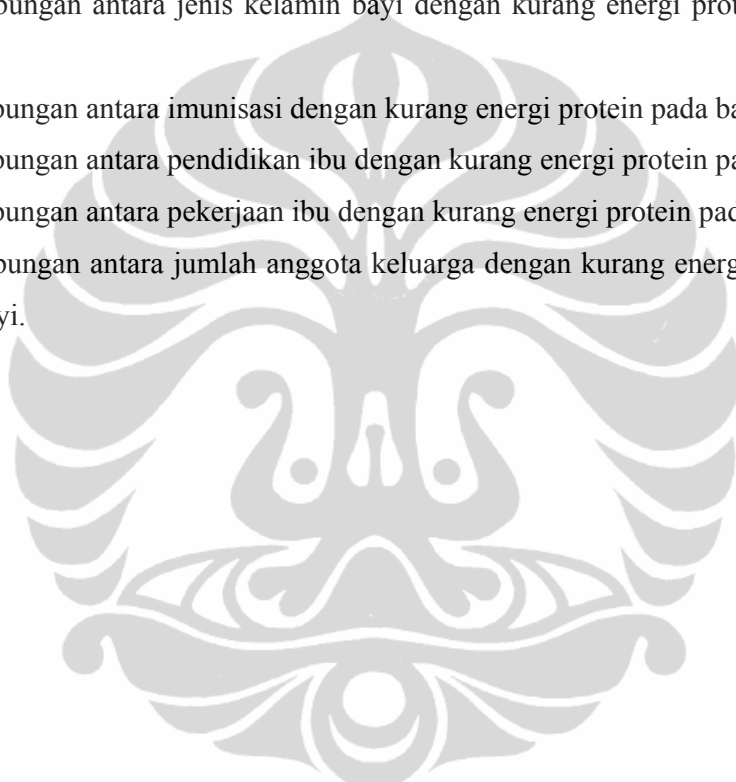 bungan antara jenis kelamin bayi dengan kurang energi prot
bungan antara imunisasi dengan kurang energi protein pada ba
bungan antara pendidikan ibu dengan kurang energi protein pa
bungan antara pekerjaan ibu dengan kurang energi protein pad
bungan antara jumlah anggota keluarga dengan kurang energ
yi.